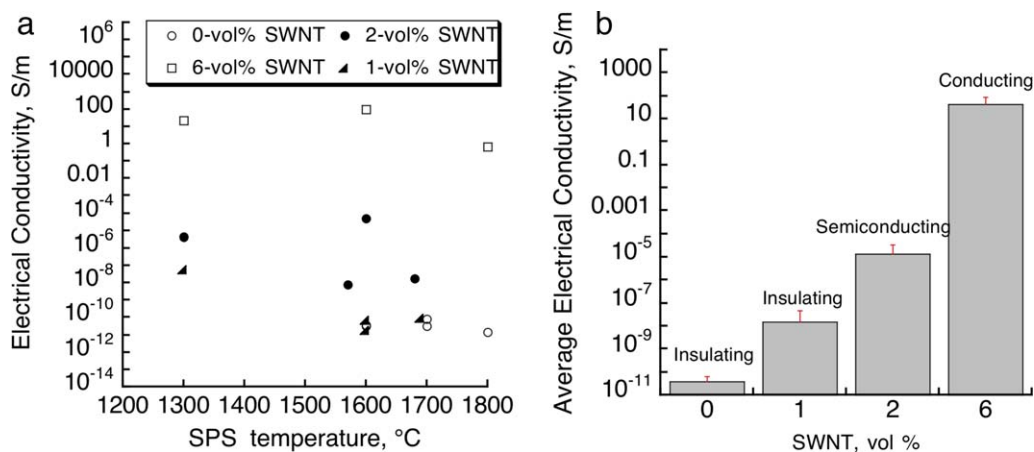 a
Electrical Conductivity, S/m
10⁶
10000
100
1
0.01
10⁻⁴
10⁻⁶
10⁻⁸
10⁻¹⁰
10⁻¹²
10⁻¹⁴
0-vol% SWNT 2-vol% SWNT
6-vol% SWNT 1-vol% SWNT
1200 1300 1400 1500 1600 1700 1800
SPS temperature, °C
b
Average Electrical Conductivity, S/m
1000
10
0.1
0.001
10⁻⁵
10⁻⁷
10⁻⁹
10⁻¹¹
Conducting
Semiconducting
Insulating
Insulating
0 1 2 6
SWNT, vol %